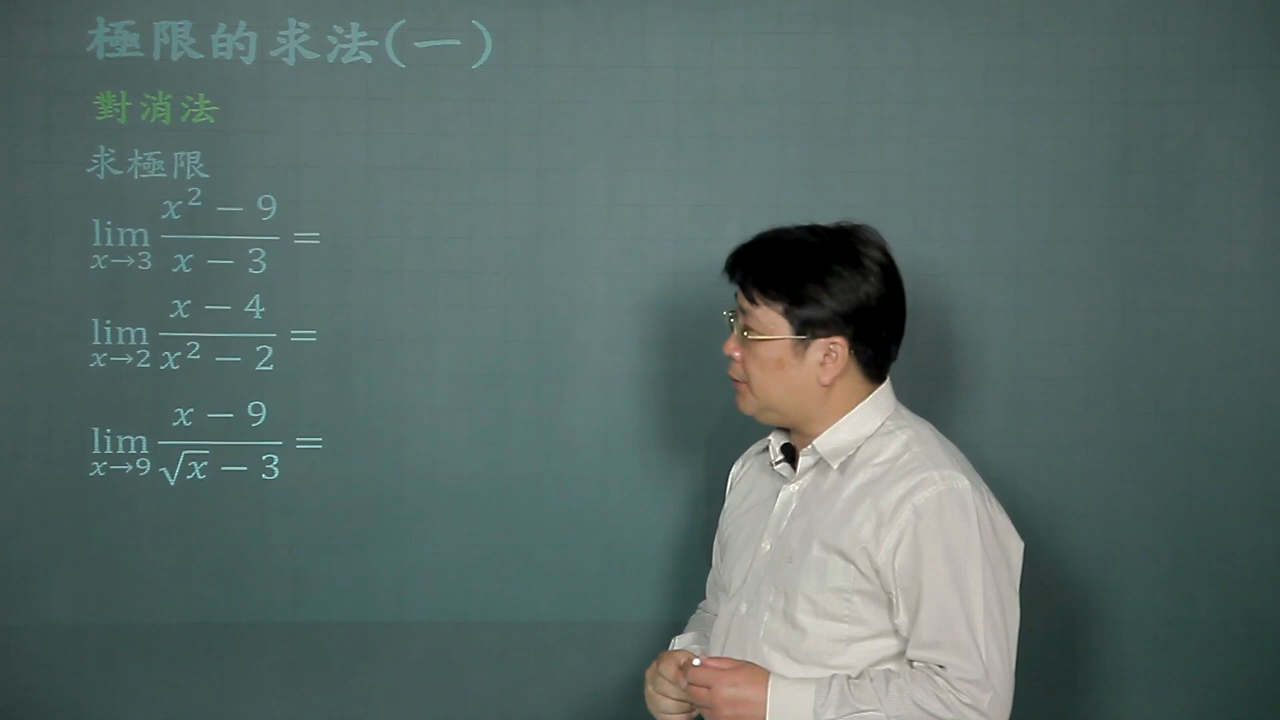 極限的求法(一)
對消法
求極限
lim x→3 (x² − 9)/(x − 3) =
lim x→2 (x − 4)/(x² − 2) =
lim x→9 (x − 9)/(√x − 3) =